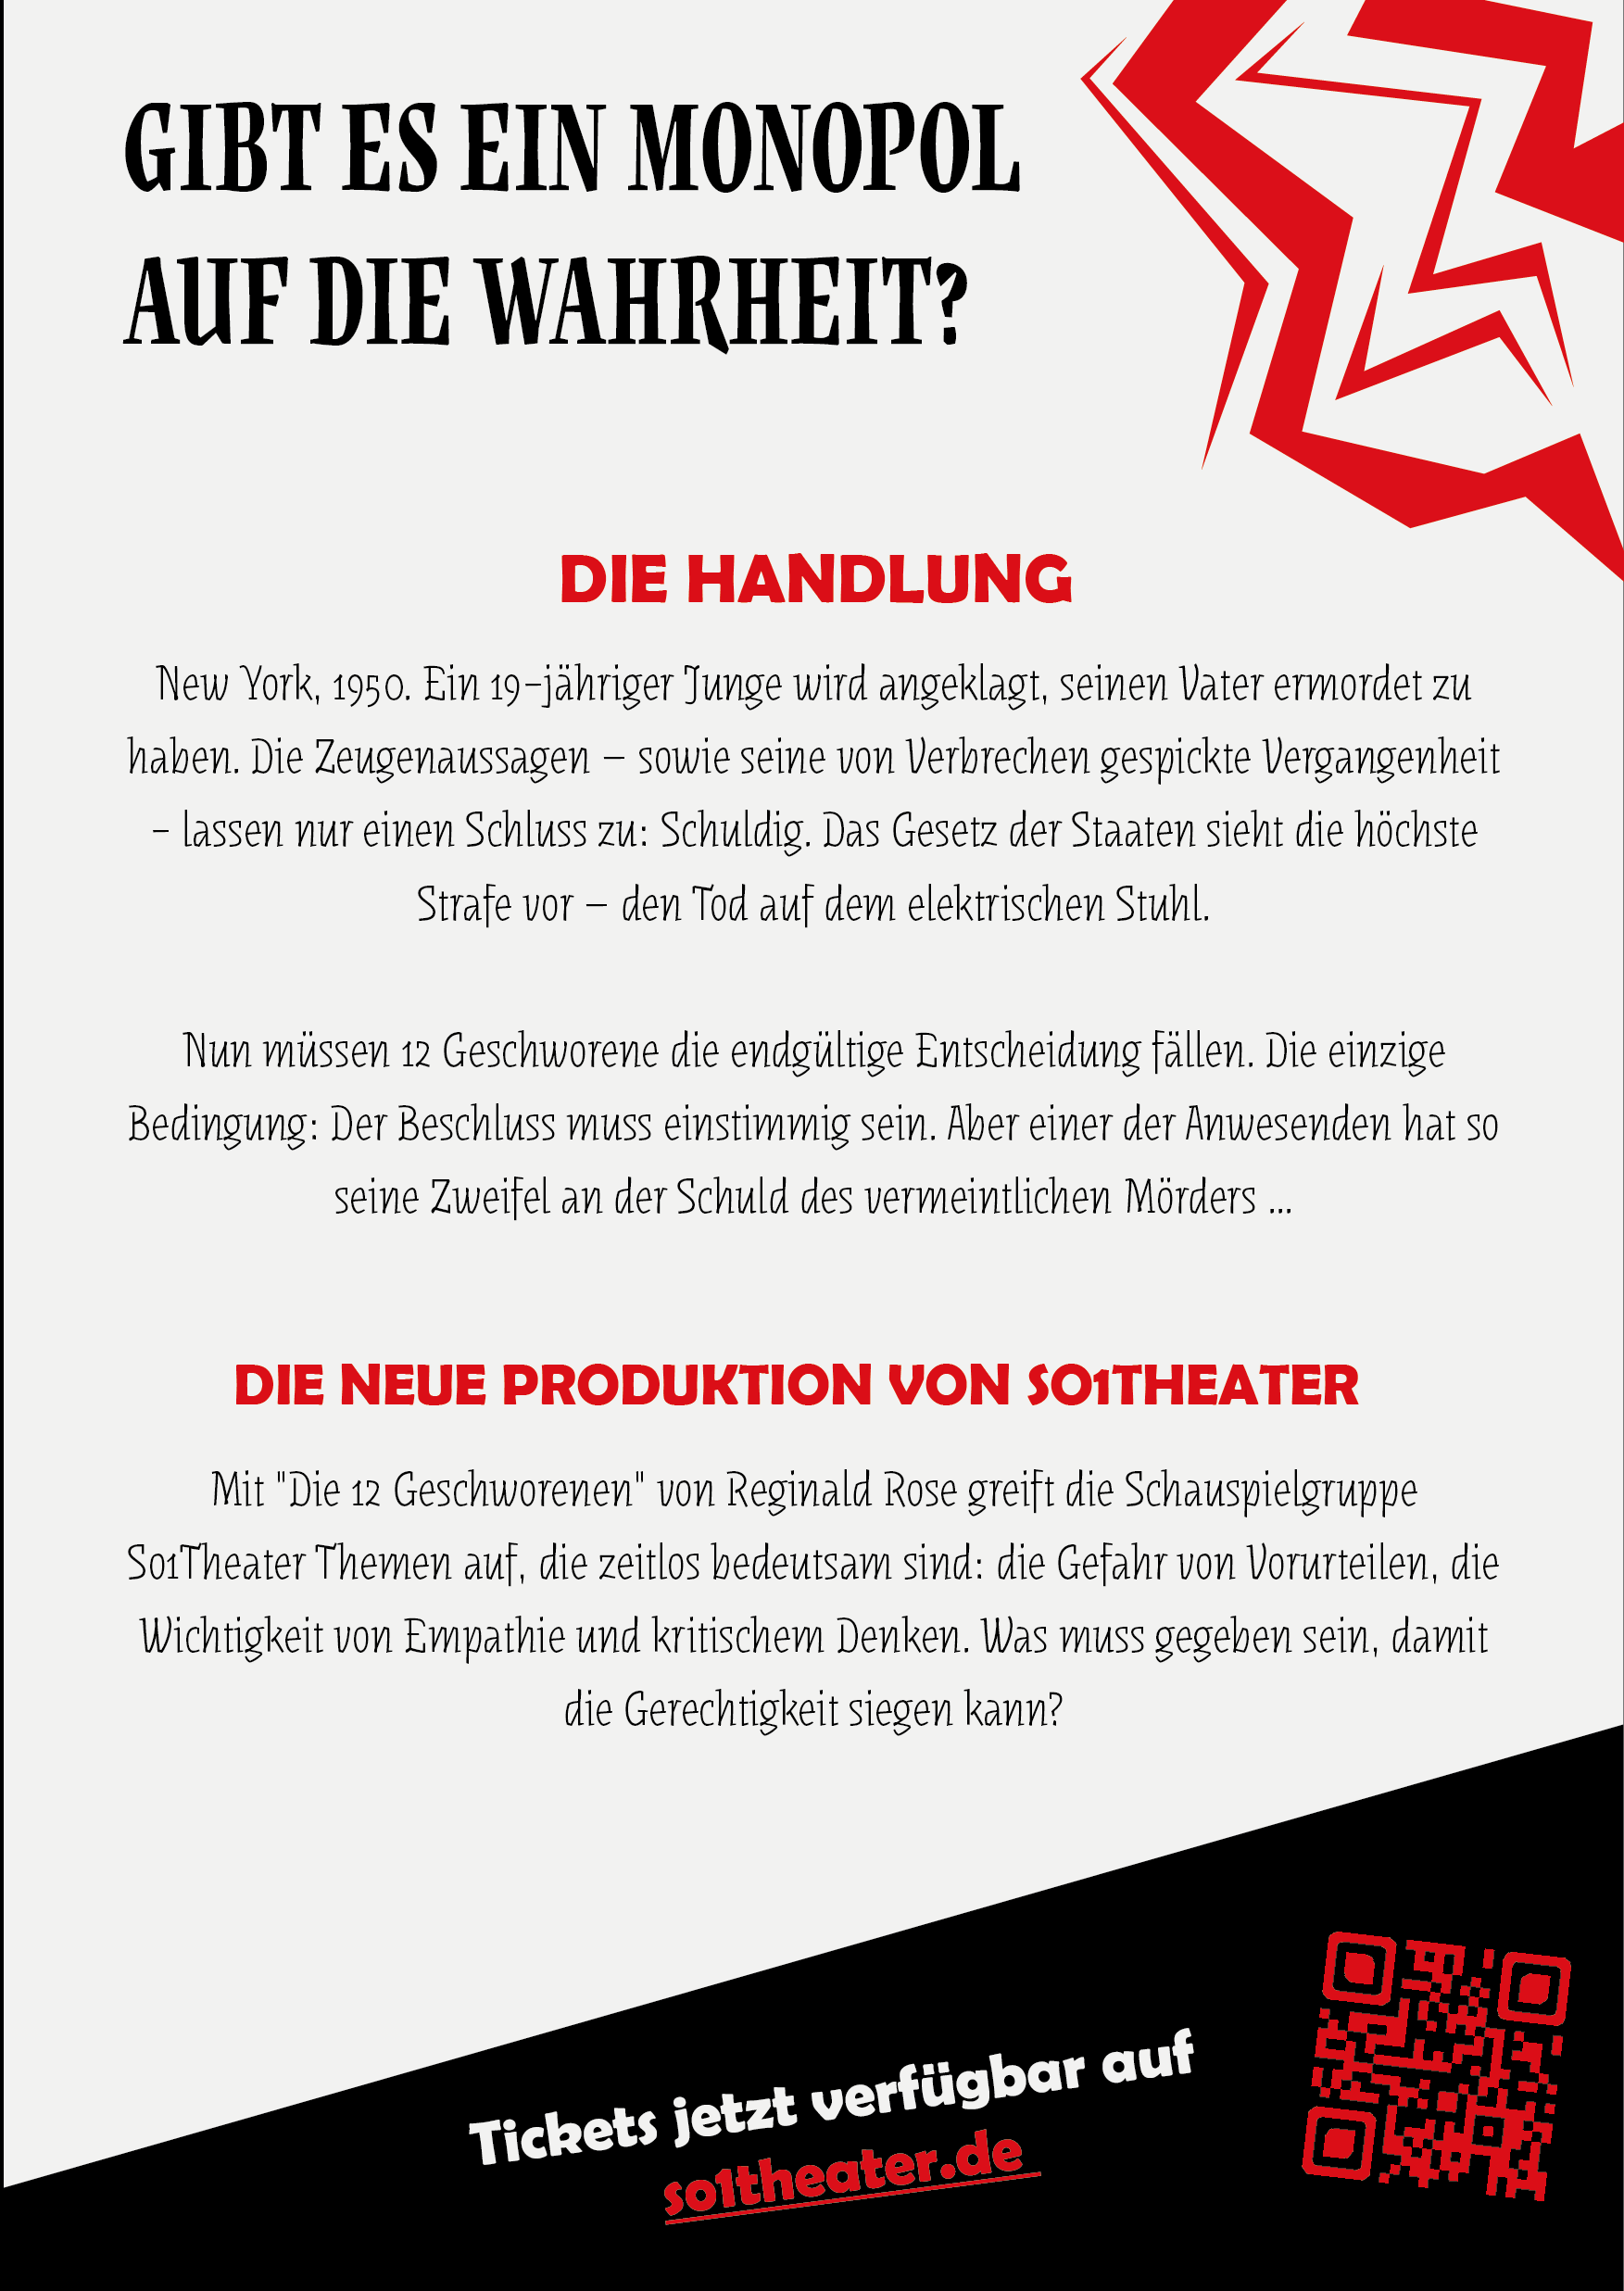 GIBT ES EIN MONOPOL
AUF DIE WAHRHEIT?
DIE HANDLUNG
New York, 1950. Ein 19-jähriger Junge wird angeklagt, seinen Vater ermordet zu
haben. Die Zeugenaussagen – sowie seine von Verbrechen gespickte Vergangenheit
- lassen nur einen Schluss zu: Schuldig. Das Gesetz der Staaten sieht die höchste
Strafe vor – den Tod auf dem elektrischen Stuhl.
Nun müssen 12 Geschworene die endgültige Entscheidung fällen. Die einzige
Bedingung: Der Beschluss muss einstimmig sein. Aber einer der Anwesenden hat so
seine Zweifel an der Schuld des vermeintlichen Mörders ...
DIE NEUE PRODUKTION VON SO1THEATER
Mit "Die 12 Geschworenen" von Reginald Rose greift die Schauspielgruppe
So1Theater Themen auf, die zeitlos bedeutsam sind: die Gefahr von Vorurteilen, die
Wichtigkeit von Empathie und kritischem Denken. Was muss gegeben sein, damit
die Gerechtigkeit siegen kann?
Tickets jetzt verfügbar auf
so1theater.de